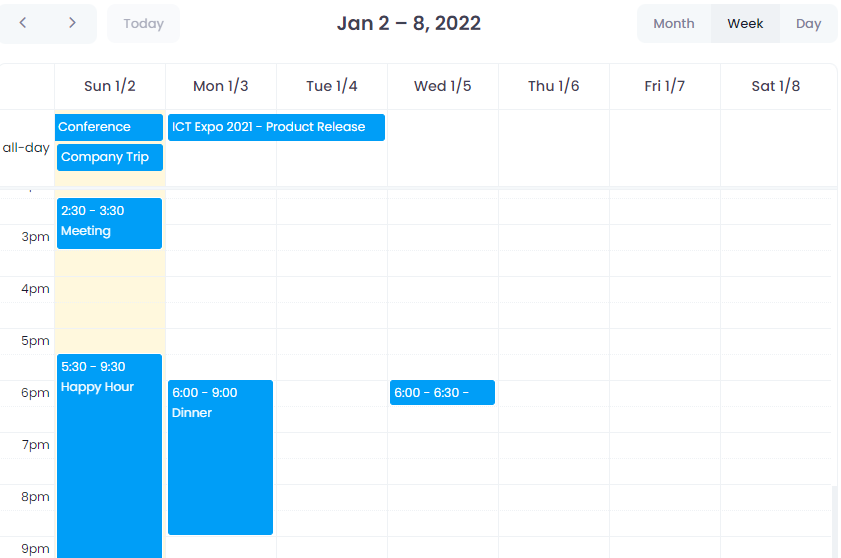 Today
Jan 2 – 8, 2022
Month Week Day
Sun 1/2 Mon 1/3 Tue 1/4 Wed 1/5 Thu 1/6 Fri 1/7 Sat 1/8
all-day
Conference
ICT Expo 2021 - Product Release
Company Trip
2:30 - 3:30
Meeting
3pm
4pm
5pm
5:30 - 9:30
Happy Hour
6pm
6:00 - 9:00
Dinner
6:00 - 6:30 -
7pm
8pm
9pm